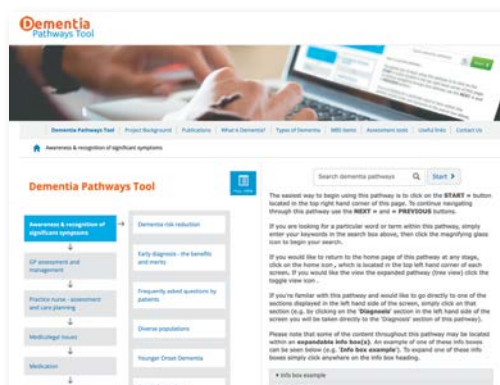 Dementia
Pathways Tool
Dementia Pathways Tool
Project Background
Publications
What is Dementia?
Types of Dementia
MBS items
Assessment tools
Useful links
Contact Us
Awareness & recognition of significant symptoms
Dementia Pathways Tool
FULL VIEW
Awareness & recognition of
significant symptoms
GP assessment and
management
Practice nurse - assessment
and care planning
Medicolegal issues
Medication
Dementia risk reduction
Early diagnosis - the benefits
and merits
Frequently asked questions by
patients
Diverse populations
Younger Onset Dementia
Search dementia pathways
Start
The easiest way to begin using this pathway is to click on the START = button
located in the top right hand corner of this page. To continue navigating
through this pathway use the NEXT = and = PREVIOUS buttons.
If you are looking for a particular word or term within this pathway, simply
enter your keywords in the search box above, then click the magnifying glass
icon to begin your search.
If you would like to return to the home page of this pathway at any stage,
click on the home icon , which is located in the top left hand corner of each
screen. If you would like the view the expanded pathway (tree view) click the
toggle view icon .
If you're familiar with this pathway and would like to go directly to one of the
sections displayed in the left hand side of the screen, simply click on that
section (e.g. by clicking on the 'Diagnosis' section in the left hand side of the
screen you will be taken directly to the 'Diagnosis' section of this pathway).
Please note that some of the content throughout this pathway may be located
within an expandable info box(s). An example of one of these info boxes
can be seen below (e.g. 'Info box example'). To expand one of these info
boxes simply click anywhere on the info box heading.
Info box example